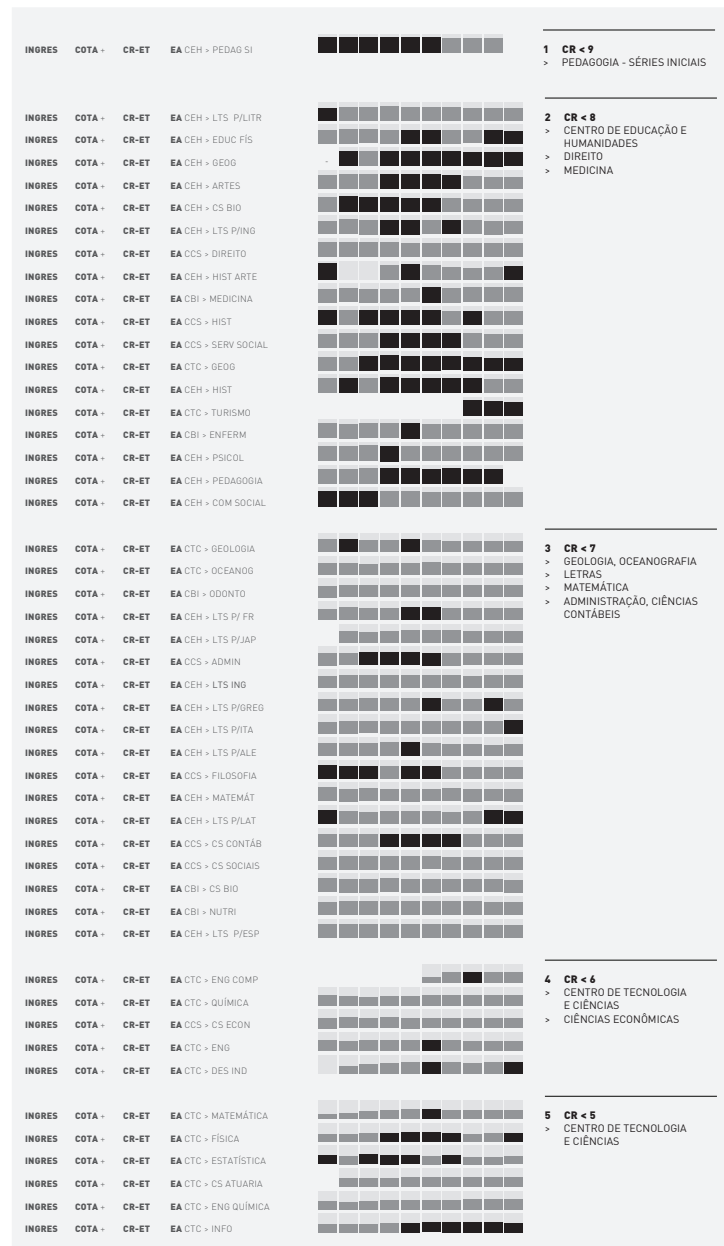 INGRES COTA + CR-ET EA CEH > PEDAG SI
1 CR < 9
> PEDAGOGIA - SÉRIES INICIAIS
INGRES COTA + CR-ET EA CEH > LTS P/LITR
INGRES COTA + CR-ET EA CEH > EDUC FÍS
INGRES COTA + CR-ET EA CEH > GEOG -
INGRES COTA + CR-ET EA CEH > ARTES
INGRES COTA + CR-ET EA CEH > CS BIO
INGRES COTA + CR-ET EA CEH > LTS P/ING
INGRES COTA + CR-ET EA CCS > DIREITO
INGRES COTA + CR-ET EA CEH > HIST ARTE
INGRES COTA + CR-ET EA CBI > MEDICINA
INGRES COTA + CR-ET EA CCS > HIST
INGRES COTA + CR-ET EA CCS > SERV SOCIAL
INGRES COTA + CR-ET EA CTC > GEOG
INGRES COTA + CR-ET EA CEH > HIST
INGRES COTA + CR-ET EA CTC > TURISMO
INGRES COTA + CR-ET EA CBI > ENFERM
INGRES COTA + CR-ET EA CEH > PSICOL
INGRES COTA + CR-ET EA CEH > PEDAGOGIA
INGRES COTA + CR-ET EA CEH > COM SOCIAL
2 CR < 8
> CENTRO DE EDUCAÇÃO E
HUMANIDADES
> DIREITO
> MEDICINA
INGRES COTA + CR-ET EA CTC > GEOLOGIA
INGRES COTA + CR-ET EA CTC > OCEANOG
INGRES COTA + CR-ET EA CBI > ODONTO
INGRES COTA + CR-ET EA CEH > LTS P/ FR
INGRES COTA + CR-ET EA CEH > LTS P/JAP
INGRES COTA + CR-ET EA CCS > ADMIN
INGRES COTA + CR-ET EA CEH > LTS ING
INGRES COTA + CR-ET EA CEH > LTS P/GREG
INGRES COTA + CR-ET EA CEH > LTS P/ITA
INGRES COTA + CR-ET EA CEH > LTS P/ALE
INGRES COTA + CR-ET EA CCS > FILOSOFIA
INGRES COTA + CR-ET EA CEH > MATEMÁT
INGRES COTA + CR-ET EA CEH > LTS P/LAT
INGRES COTA + CR-ET EA CCS > CS CONTÁB
INGRES COTA + CR-ET EA CCS > CS SOCIAIS
INGRES COTA + CR-ET EA CBI > CS BIO
INGRES COTA + CR-ET EA CBI > NUTRI
INGRES COTA + CR-ET EA CEH > LTS P/ESP
3 CR < 7
> GEOLOGIA, OCEANOGRAFIA
> LETRAS
> MATEMÁTICA
> ADMINISTRAÇÃO, CIÊNCIAS
CONTÁBEIS
INGRES COTA + CR-ET EA CTC > ENG COMP
INGRES COTA + CR-ET EA CTC > QUÍMICA
INGRES COTA + CR-ET EA CCS > CS ECON
INGRES COTA + CR-ET EA CTC > ENG
INGRES COTA + CR-ET EA CTC > DES IND
4 CR < 6
> CENTRO DE TECNOLOGIA
E CIÊNCIAS
> CIÊNCIAS ECONÔMICAS
INGRES COTA + CR-ET EA CTC > MATEMÁTICA
INGRES COTA + CR-ET EA CTC > FÍSICA
INGRES COTA + CR-ET EA CTC > ESTATÍSTICA
INGRES COTA + CR-ET EA CTC > CS ATUARIA
INGRES COTA + CR-ET EA CTC > ENG QUÍMICA
INGRES COTA + CR-ET EA CTC > INFO
5 CR < 5
> CENTRO DE TECNOLOGIA
E CIÊNCIAS